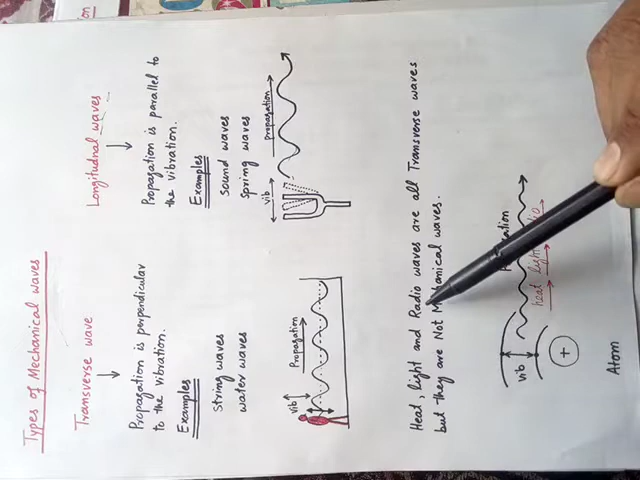 Types of Mechanical waves
Transverse wave
Propagation is perpendicular
to the vibration.
Examples
String waves
water waves
vib
Propagation
Longitudnal waves
Propagation is parallel to
the vibration.
Examples
Sound waves
Spring waves
vib
propagation
Heat, light and Radio waves are all Transverse waves
but they are Not Mechanical waves.
vib
heat light
+
Atom